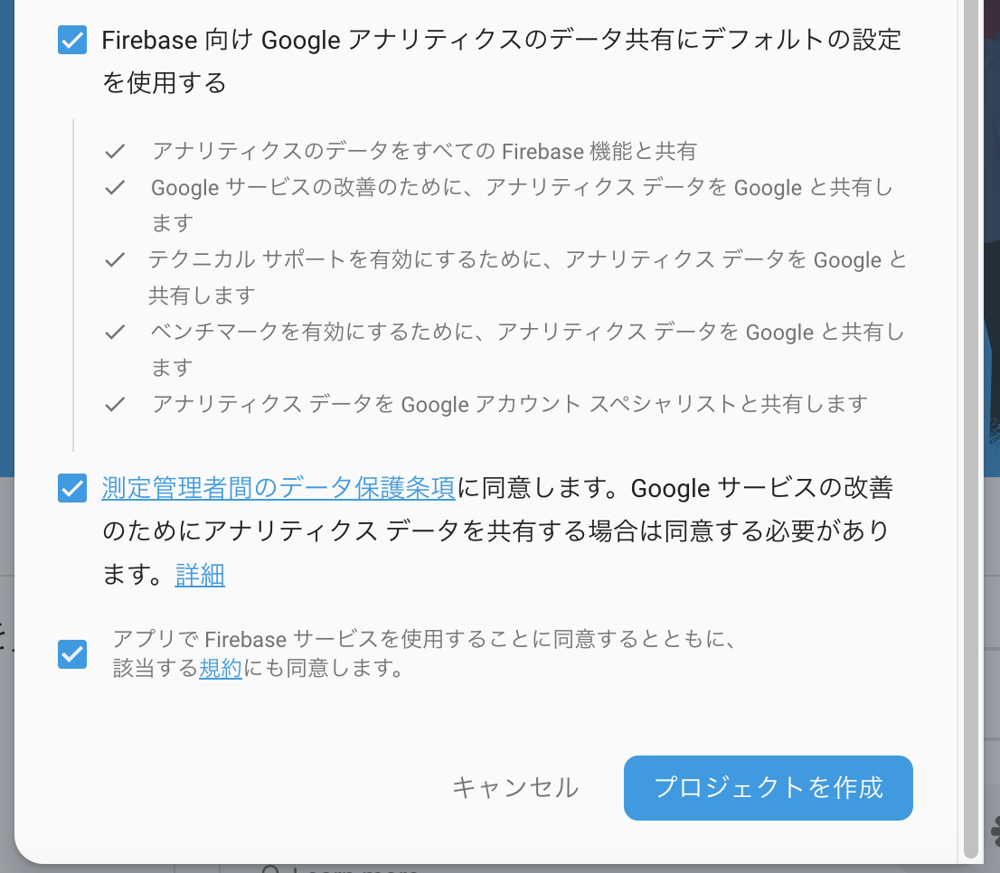 Firebase 向け Google アナリティクスのデータ共有にデフォルトの設定
を使用する
アナリティクスのデータをすべての Firebase 機能と共有
Google サービスの改善のために、アナリティクス データを Google と共有し
ます
テクニカル サポートを有効にするために、アナリティクス データを Google と
共有します
ベンチマークを有効にするために、アナリティクス データを Google と共有し
ます
アナリティクス データを Google アカウント スペシャリストと共有します
測定管理者間のデータ保護条項に同意します。Google サービスの改善
のためにアナリティクス データを共有する場合は同意する必要があり
ます。詳細
アプリで Firebase サービスを使用することに同意するとともに、
該当する規約にも同意します。
キャンセル
プロジェクトを作成
Learn more